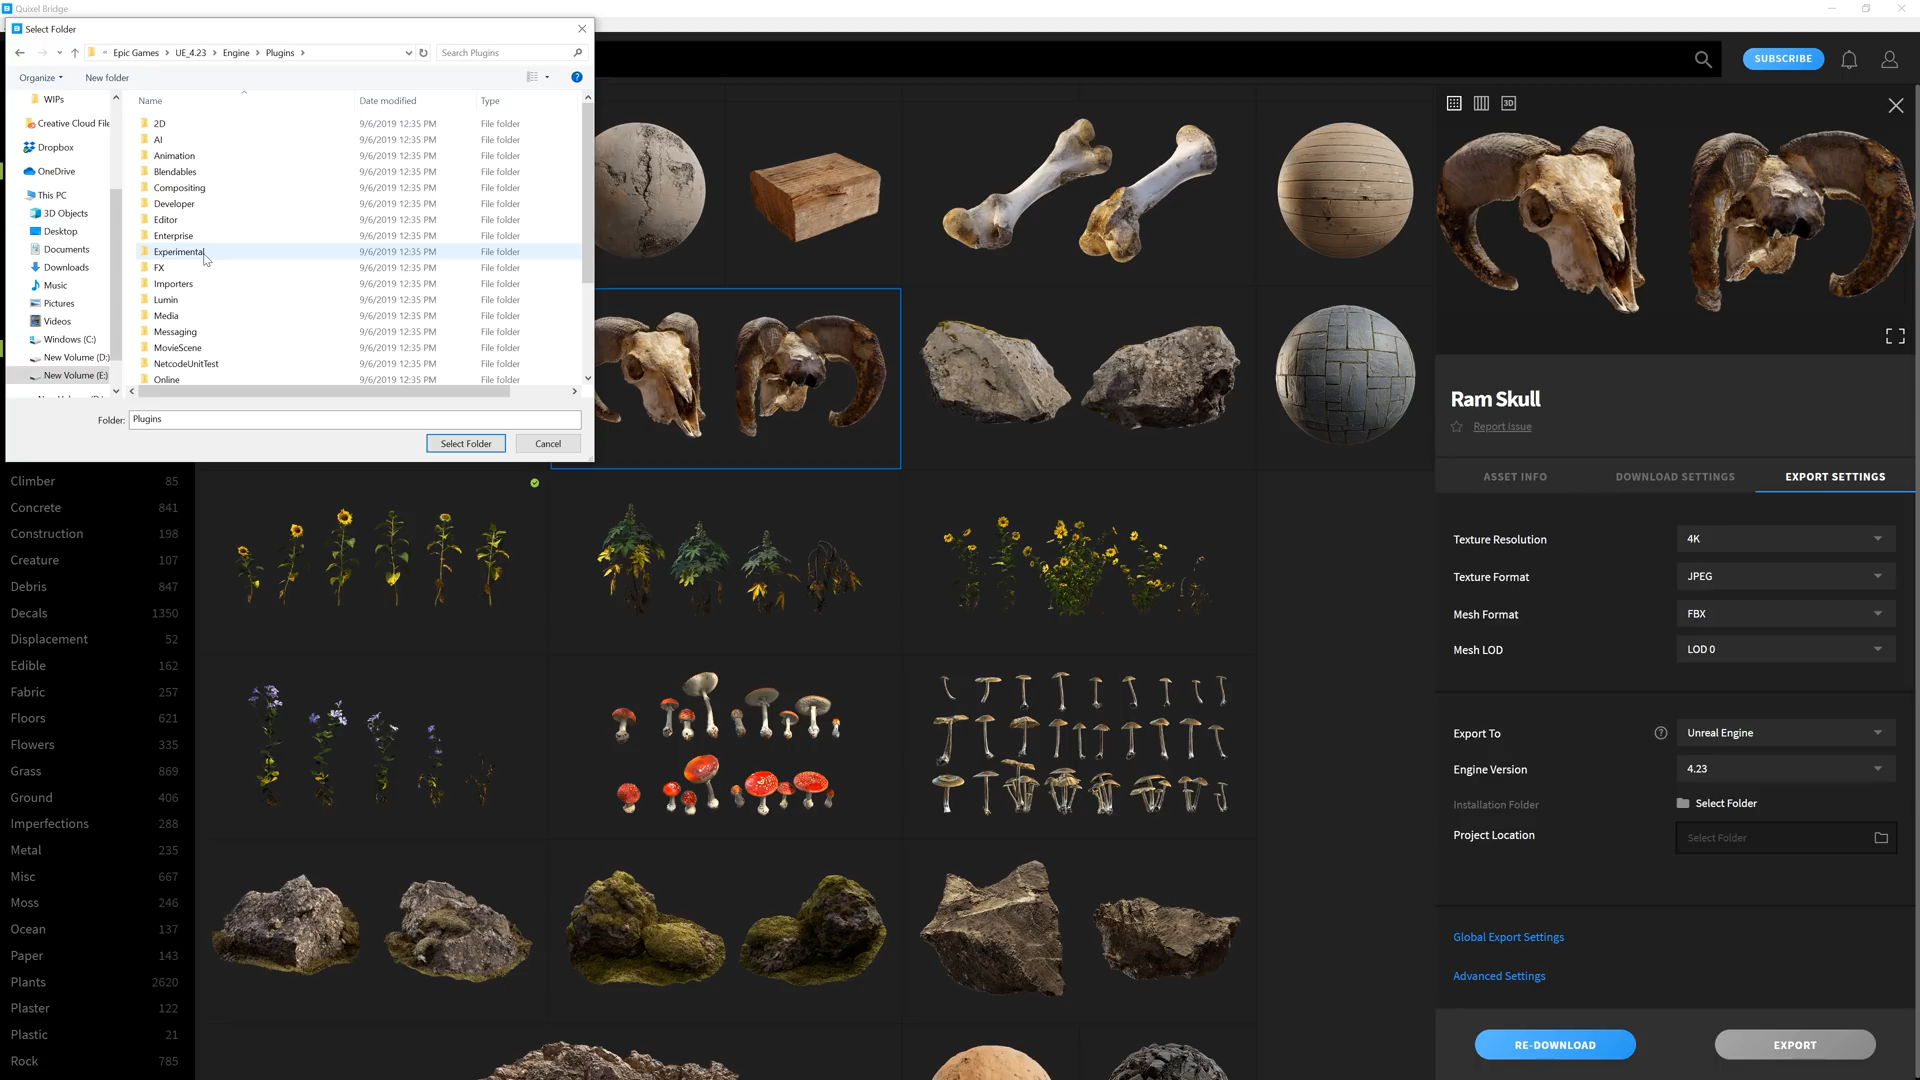 Quixel Bridge
Select Folder
« Epic Games > UE_4.23 > Engine > Plugins >
Search Plugins
Organize
New folder
Name
Date modified
Type
WIPs
Creative Cloud File
Dropbox
OneDrive
This PC
3D Objects
Desktop
Documents
Downloads
Music
Pictures
Videos
Windows (C:)
New Volume (D:)
New Volume (E:)
2D 9/6/2019 12:35 PM File folder
AI 9/6/2019 12:35 PM File folder
Animation 9/6/2019 12:35 PM File folder
Blendables 9/6/2019 12:35 PM File folder
Compositing 9/6/2019 12:35 PM File folder
Developer 9/6/2019 12:35 PM File folder
Editor 9/6/2019 12:35 PM File folder
Enterprise 9/6/2019 12:35 PM File folder
Experimental 9/6/2019 12:35 PM File folder
FX 9/6/2019 12:35 PM File folder
Importers 9/6/2019 12:35 PM File folder
Lumin 9/6/2019 12:35 PM File folder
Media 9/6/2019 12:35 PM File folder
Messaging 9/6/2019 12:35 PM File folder
MovieScene 9/6/2019 12:35 PM File folder
NetcodeUnitTest 9/6/2019 12:35 PM File folder
Online 9/6/2019 12:35 PM File folder
Folder: Plugins
Select Folder
Cancel
Climber 85
Concrete 841
Construction 198
Creature 107
Debris 847
Decals 1350
Displacement 52
Edible 162
Fabric 257
Floors 621
Flowers 335
Grass 869
Ground 406
Imperfections 288
Metal 235
Misc 667
Moss 246
Ocean 137
Paper 143
Plants 2620
Plaster 122
Plastic 21
Rock 785
SUBSCRIBE
3D
Ram Skull
Report Issue
ASSET INFO
DOWNLOAD SETTINGS
EXPORT SETTINGS
Texture Resolution 4K
Texture Format JPEG
Mesh Format FBX
Mesh LOD LOD 0
Export To ? Unreal Engine
Engine Version 4.23
Installation Folder Select Folder
Project Location Select Folder
Global Export Settings
Advanced Settings
RE-DOWNLOAD
EXPORT